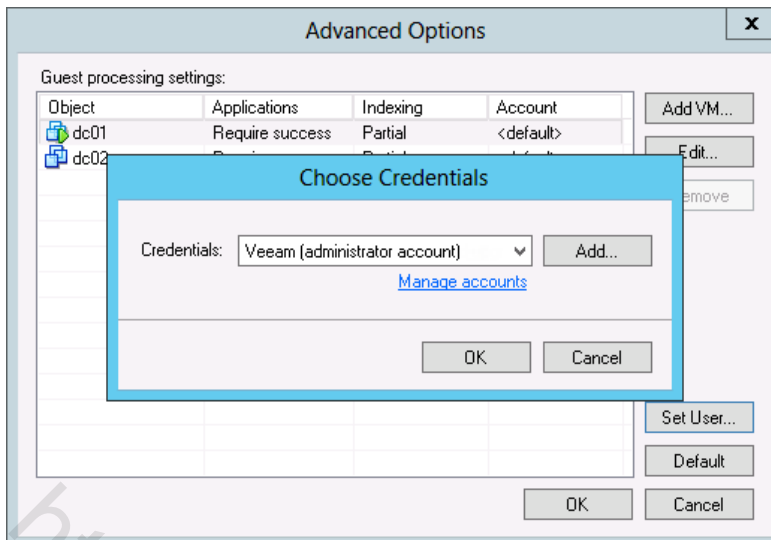 Advanced Options
x
Guest processing settings:
Object Applications Indexing Account
dc01 Require success Partial <default>
Add VM...
dc02
Edit...
Choose Credentials
Credentials: Veeam (administrator account) Add...
Manage accounts
OK Cancel
Set User...
Default
OK Cancel